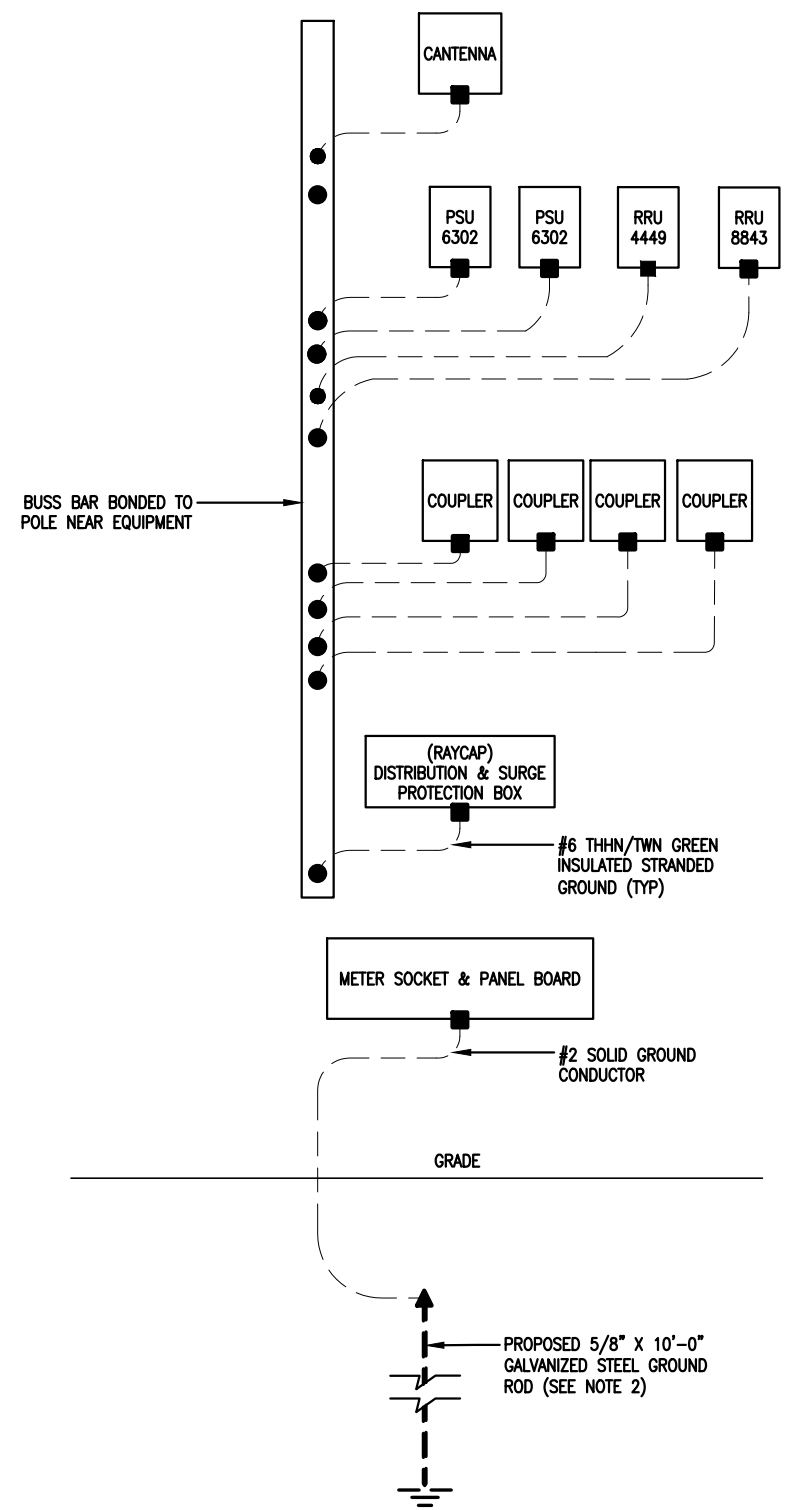 CANTENNA
PSU
6302
PSU
6302
RRU
4449
RRU
8843
BUSS BAR BONDED TO
POLE NEAR EQUIPMENT
COUPLER
COUPLER
COUPLER
COUPLER
(RAYCAP)
DISTRIBUTION & SURGE
PROTECTION BOX
#6 THHN/TWN GREEN
INSULATED STRANDED
GROUND (TYP)
METER SOCKET & PANEL BOARD
#2 SOLID GROUND
CONDUCTOR
GRADE
PROPOSED 5/8" X 10'-0"
GALVANIZED STEEL GROUND
ROD (SEE NOTE 2)